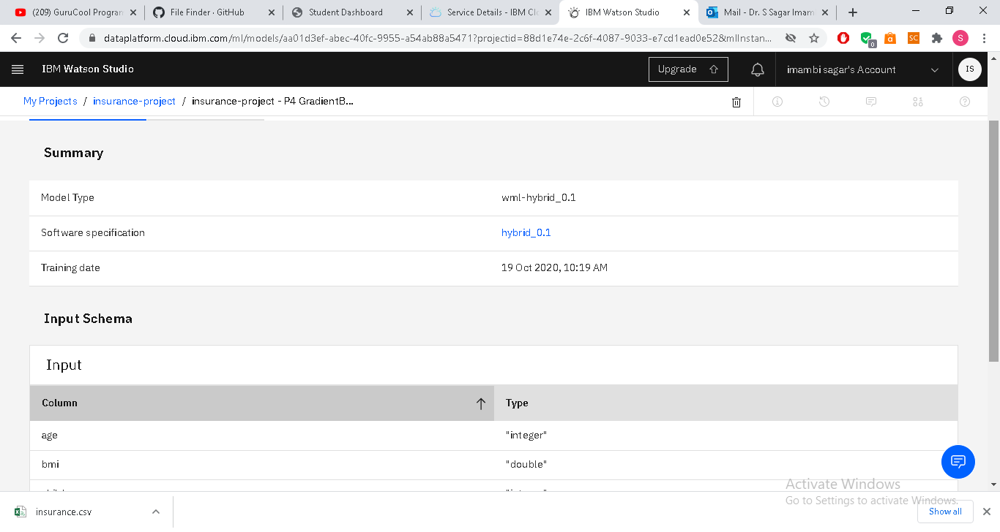 (209) GuruCool Program
File Finder · GitHub
Student Dashboard
Service Details - IBM Clo
IBM Watson Studio
Mail - Dr. S Sagar Imam
dataplatform.cloud.ibm.com/ml/models/aa01d3ef-abec-40fc-9955-a54ab88a5471?projectid=88d1e74e-2c6f-4087-9033-e7cd1ead0e52&mlInstan...
0
a
SC
S
IBM Watson Studio
Upgrade
imambi sagar's Account
IS
My Projects / insurance-project / insurance-project - P4 GradientB...
Summary
Model Type wml-hybrid_0.1
Software specification hybrid_0.1
Training date 19 Oct 2020, 10:19 AM
Input Schema
Input
Column Type
age "integer"
bmi "double"
Activate Windows
Go to Settings to activate Windows.
insurance.csv
Show all